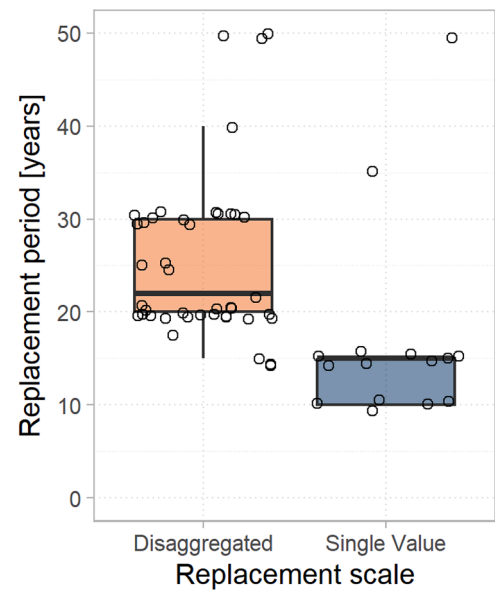 Replacement period [years]
50
40
30
20
10
0
Disaggregated Single Value
Replacement scale